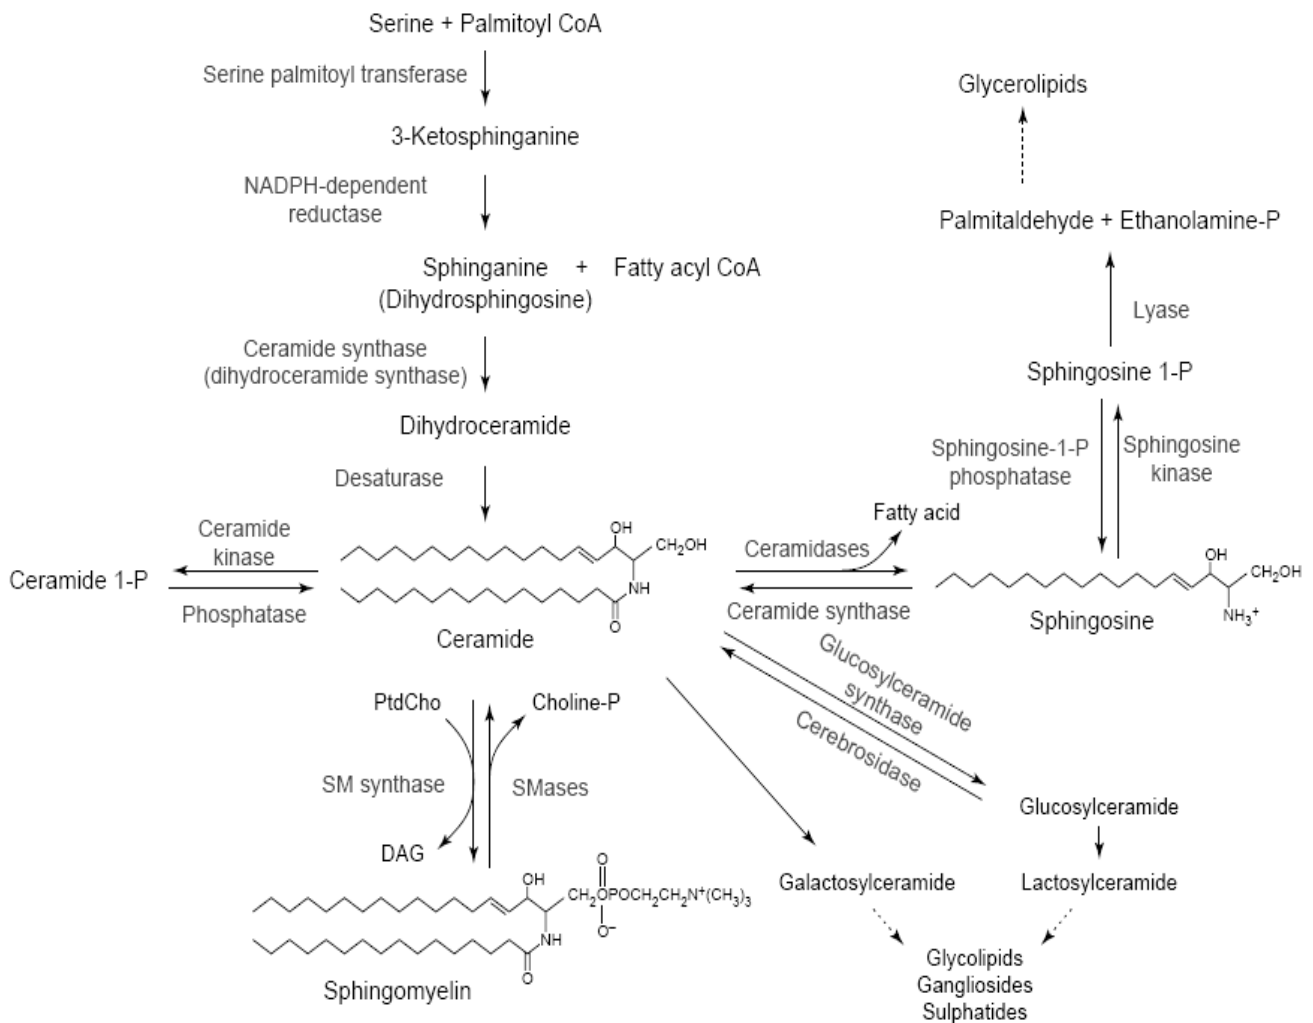 Serine + Palmitoyl CoA
Serine palmitoyl transferase
3-Ketosphinganine
NADPH-dependent
reductase
Sphinganine + Fatty acyl CoA
(Dihydrosphingosine)
Ceramide synthase
(dihydroceramide synthase)
Dihydroceramide
Desaturase
Glycerolipids
Palmitaldehyde + Ethanolamine-P
Lyase
Sphingosine 1-P
Sphingosine-1-P
phosphatase
Sphingosine
kinase
Ceramide
kinase
Ceramide 1-P
Phosphatase
OH
CH₂OH
NH
O
Ceramide
Fatty acid
Ceramidases
Ceramide synthase
OH
CH₂OH
NH₃⁺
Sphingosine
Glucosylceramide
synthase
Cerebrosidase
PtdCho
Choline-P
SM synthase
SMases
DAG
O
OH
CH₂OPOCH₂CH₂N⁺(CH₃)₃
O⁻
NH
O
Sphingomyelin
Glucosylceramide
Galactosylceramide
Lactosylceramide
Glycolipids
Gangliosides
Sulphatides